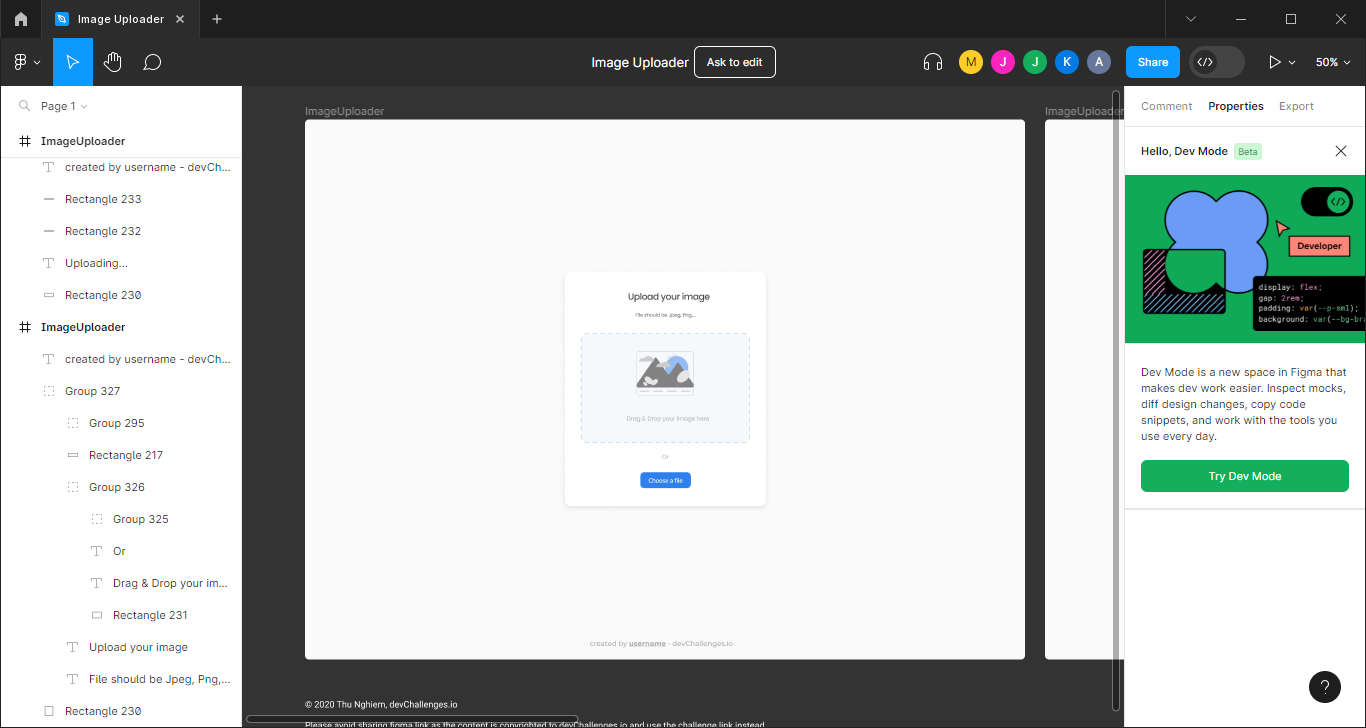 Image Uploader
Image Uploader
Ask to edit
M
J
J
K
A
Share
</>
50%
Page 1
ImageUploader
created by username - devCh...
Rectangle 233
Rectangle 232
Uploading...
Rectangle 230
ImageUploader
created by username - devCh...
Group 327
Group 295
Rectangle 217
Group 326
Group 325
Or
Drag & Drop your im...
Rectangle 231
Upload your image
File should be Jpeg, Png,...
Rectangle 230
ImageUploader
ImageUploader
Upload your image
File should be Jpeg, Png,...
Drag & Drop your image here
Or
Choose a file
created by username - devChallenges.io
© 2020 Thu Nghiem, devChallenges.io
Please avoid sharing figma link as the content is copyrighted to devChallenges.io and use the challenge link instead
Comment
Properties
Export
Hello, Dev Mode
Beta
</>
Developer
display: flex;
gap: 2rem;
padding: var(--p-sml);
background: var(--bg-bra
Dev Mode is a new space in Figma that
makes dev work easier. Inspect mocks,
diff design changes, copy code
snippets, and work with the tools you
use every day.
Try Dev Mode
?